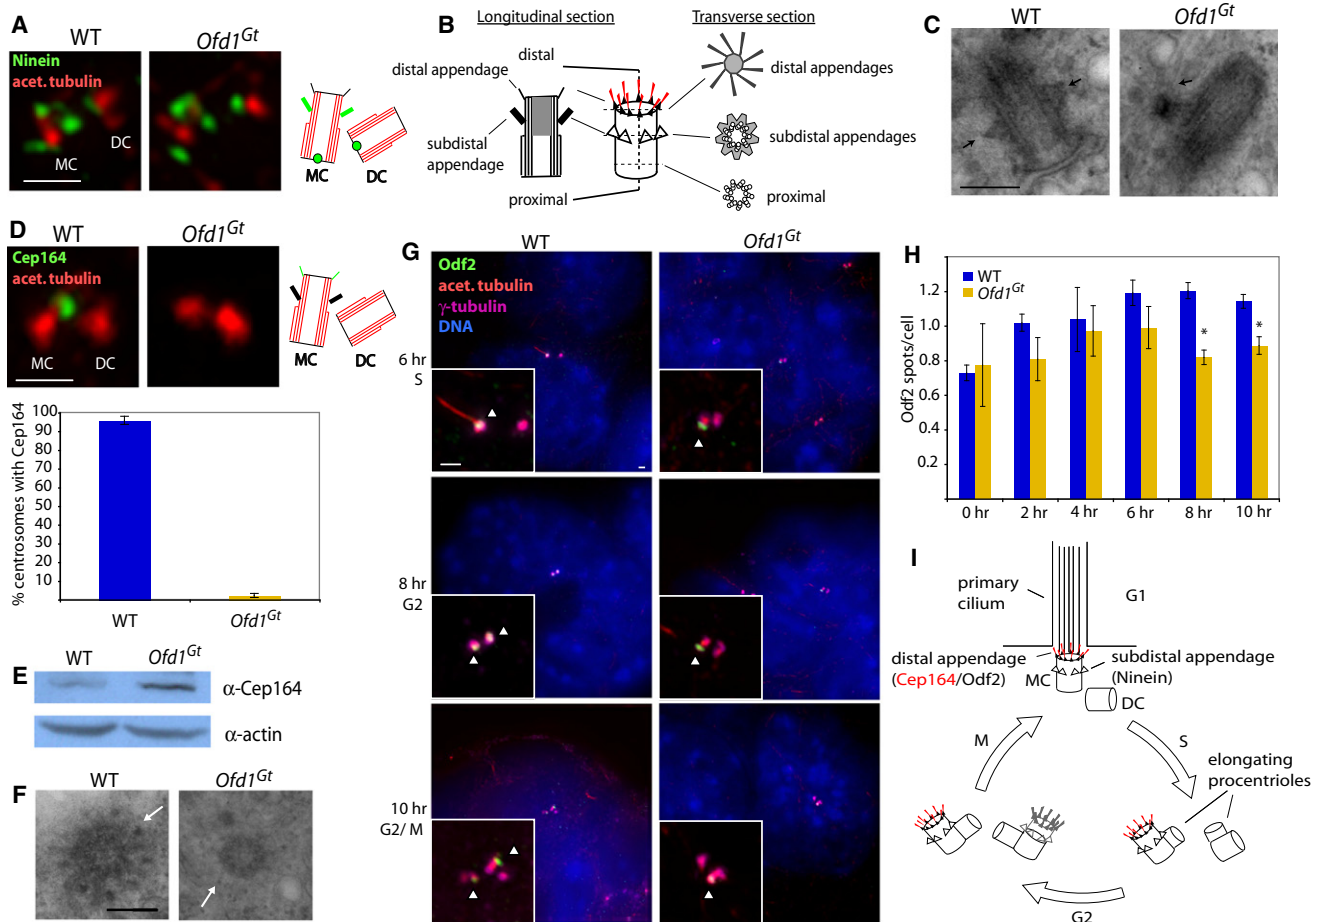 A
WT
Ofd1Gt
Ninein
acet. tubulin
DC
MC
MC
DC
B
Longitudinal section
Transverse section
distal
distal appendage
distal appendages
subdistal
appendage
subdistal appendages
proximal
proximal
C
WT
Ofd1Gt
D
WT
Ofd1Gt
Cep164
acet. tubulin
MC
DC
MC
DC
% centrosomes with Cep164
100
90
80
70
60
50
40
30
20
10
WT
Ofd1Gt
E
WT
Ofd1Gt
α-Cep164
α-actin
F
WT
Ofd1Gt
G
WT
Ofd1Gt
Odf2
acet. tubulin
γ-tubulin
DNA
6 hr
S
8 hr
G2
10 hr
G2/ M
H
WT
Ofd1Gt
Odf2 spots/cell
1.2
1.0
0.8
0.6
0.4
0.2
*
*
0 hr
2 hr
4 hr
6 hr
8 hr
10 hr
I
primary
cilium
G1
distal appendage
(Cep164/Odf2)
subdistal appendage
(Ninein)
MC
DC
M
S
elongating
procentrioles
G2